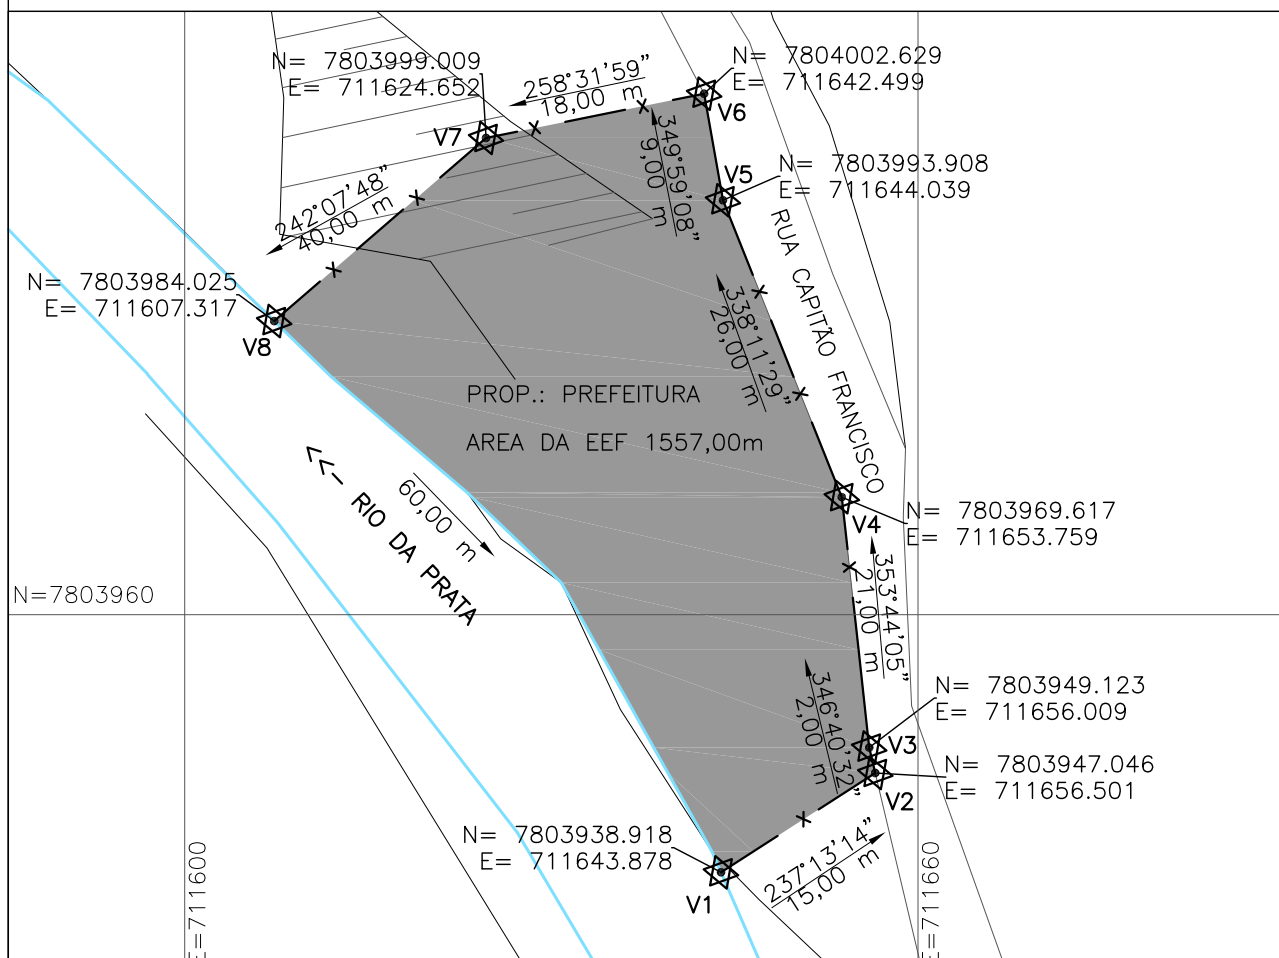 N= 7803999.009
E= 711624.652
258°31'59"
18,00 m
N= 7804002.629
E= 711642.499
V6
V7
349°59'08"
9,00 m
V5
N= 7803993.908
E= 711644.039
242°07'48"
40,00 m
RUA CAPITÃO FRANCISCO
N= 7803984.025
E= 711607.317
V8
338°11'29"
26,00 m
PROP.: PREFEITURA
AREA DA EEF 1557,00m
60,00 m
RIO DA PRATA
N= 7803969.617
E= 711653.759
V4
353°44'05"
21,00 m
N=7803960
346°40'32"
2,00 m
N= 7803949.123
E= 711656.009
V3
N= 7803947.046
E= 711656.501
V2
N= 7803938.918
E= 711643.878
V1
237°13'14"
15,00 m
E=711600
E=711660